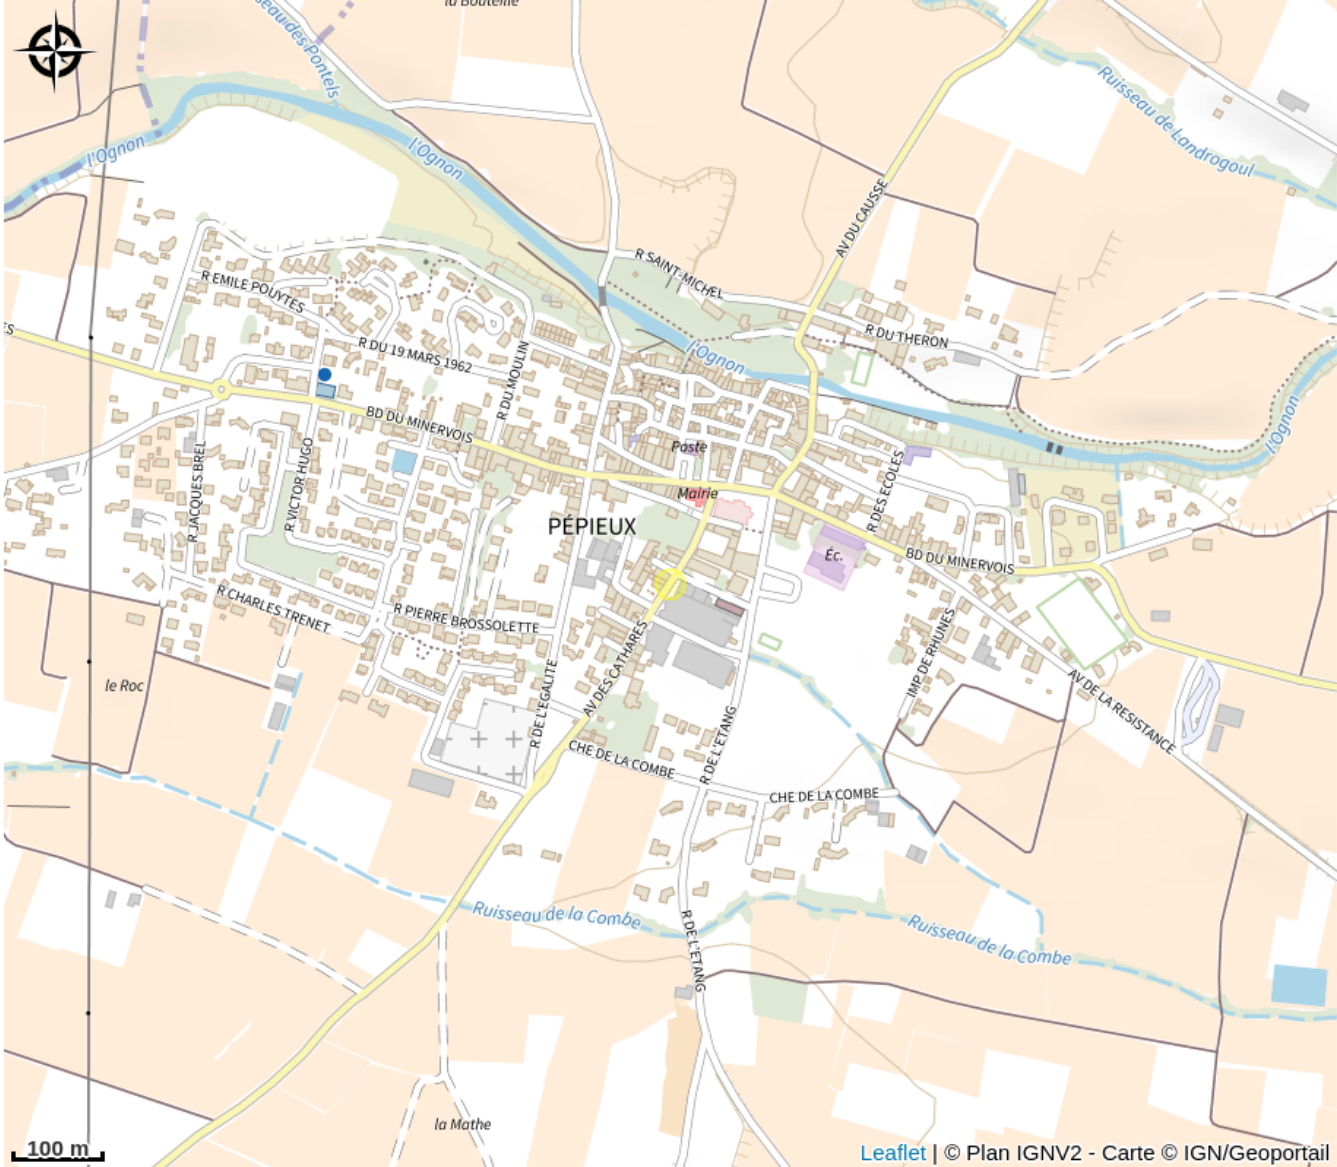 la Bouteille
Ruisseau des Pontels
Ruisseau de Landrogoul
l'Ognon
l'Ognon
AV DU CAUSSE
R SAINT-MICHEL
R EMILE POUYTES
R DU THERON
R DU 19 MARS 1962
l'Ognon
R DU MOULIN
l'Ognon
BD DU MINERVOIS
Poste
R JACQUES BREL
R VICTOR HUGO
R DES ECOLES
Mairie
PÉPIEUX
Éc.
BD DU MINERVOIS
R CHARLES TRENET
R PIERRE BROSSOLETTE
IMP DE RHUNES
AV DES CATHARES
le Roc
R DE L'EGALITE
AV DE LA RESISTANCE
R DE L'ETANG
CHE DE LA COMBE
CHE DE LA COMBE
Ruisseau de la Combe
Ruisseau de la Combe
R DE L'ETANG
la Mathe
100 m
Leaflet | © Plan IGNV2 - Carte © IGN/Geoportail